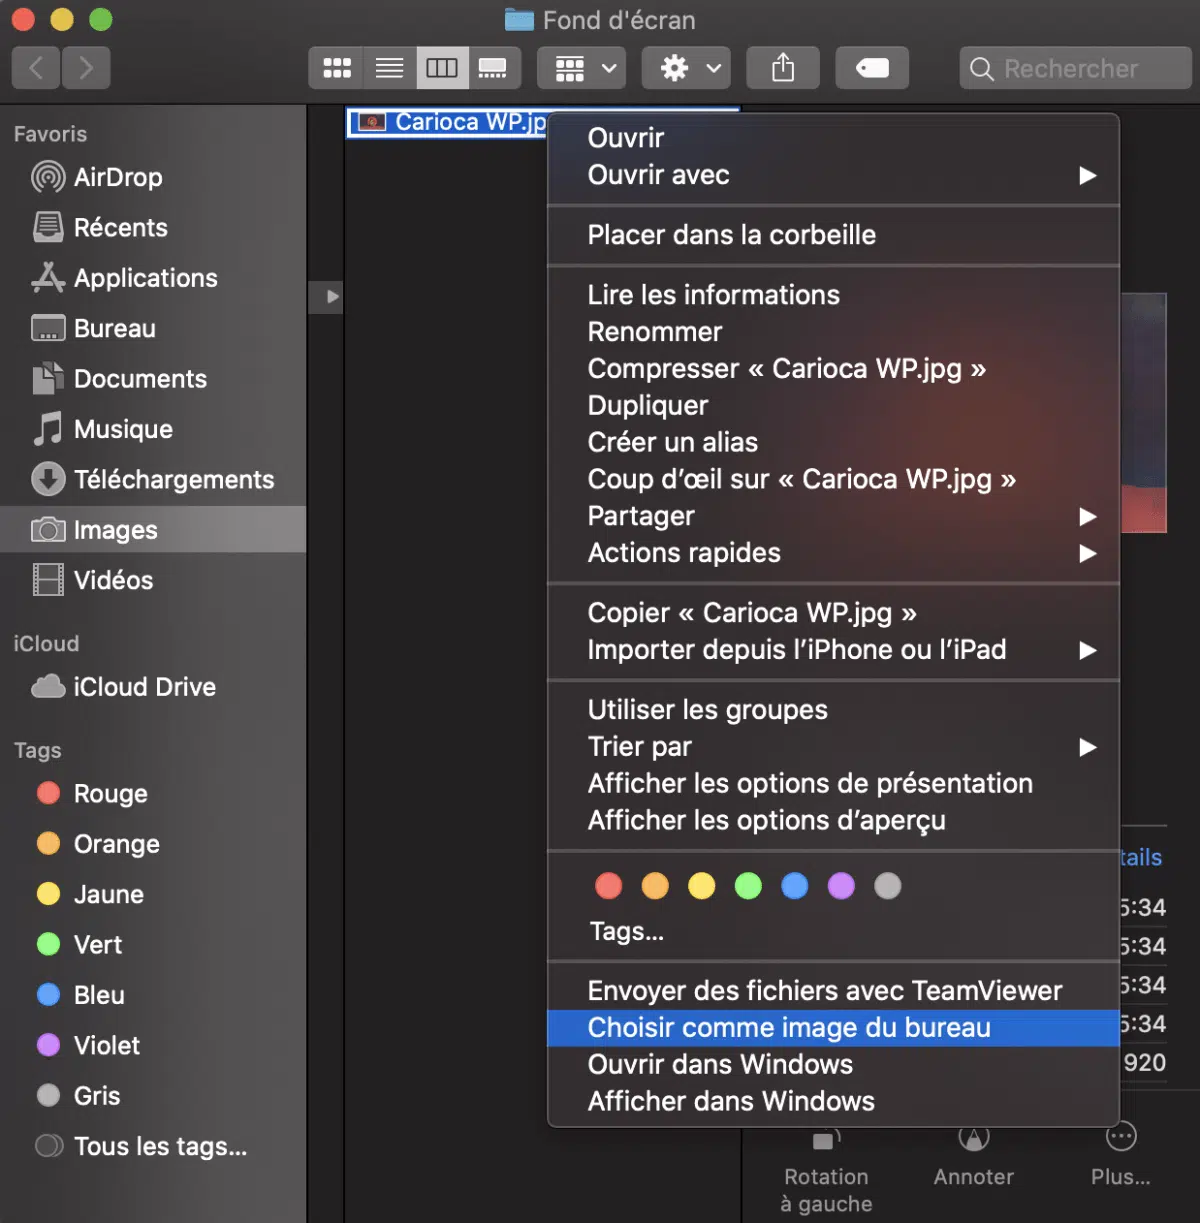 Fond d'écran
Rechercher
Favoris
AirDrop
Récents
Applications
Bureau
Documents
Musique
Téléchargements
Images
Vidéos
iCloud
iCloud Drive
Tags
Rouge
Orange
Jaune
Vert
Bleu
Violet
Gris
Tous les tags...
Carioca WP.jp
Ouvrir
Ouvrir avec
Placer dans la corbeille
Lire les informations
Renommer
Compresser « Carioca WP.jpg »
Dupliquer
Créer un alias
Coup d’œil sur « Carioca WP.jpg »
Partager
Actions rapides
Copier « Carioca WP.jpg »
Importer depuis l’iPhone ou l’iPad
Utiliser les groupes
Trier par
Afficher les options de présentation
Afficher les options d’aperçu
Tags...
Envoyer des fichiers avec TeamViewer
Choisir comme image du bureau
Ouvrir dans Windows
Afficher dans Windows
tails
5:34
5:34
5:34
5:34
920
Rotation
à gauche
Annoter
Plus...